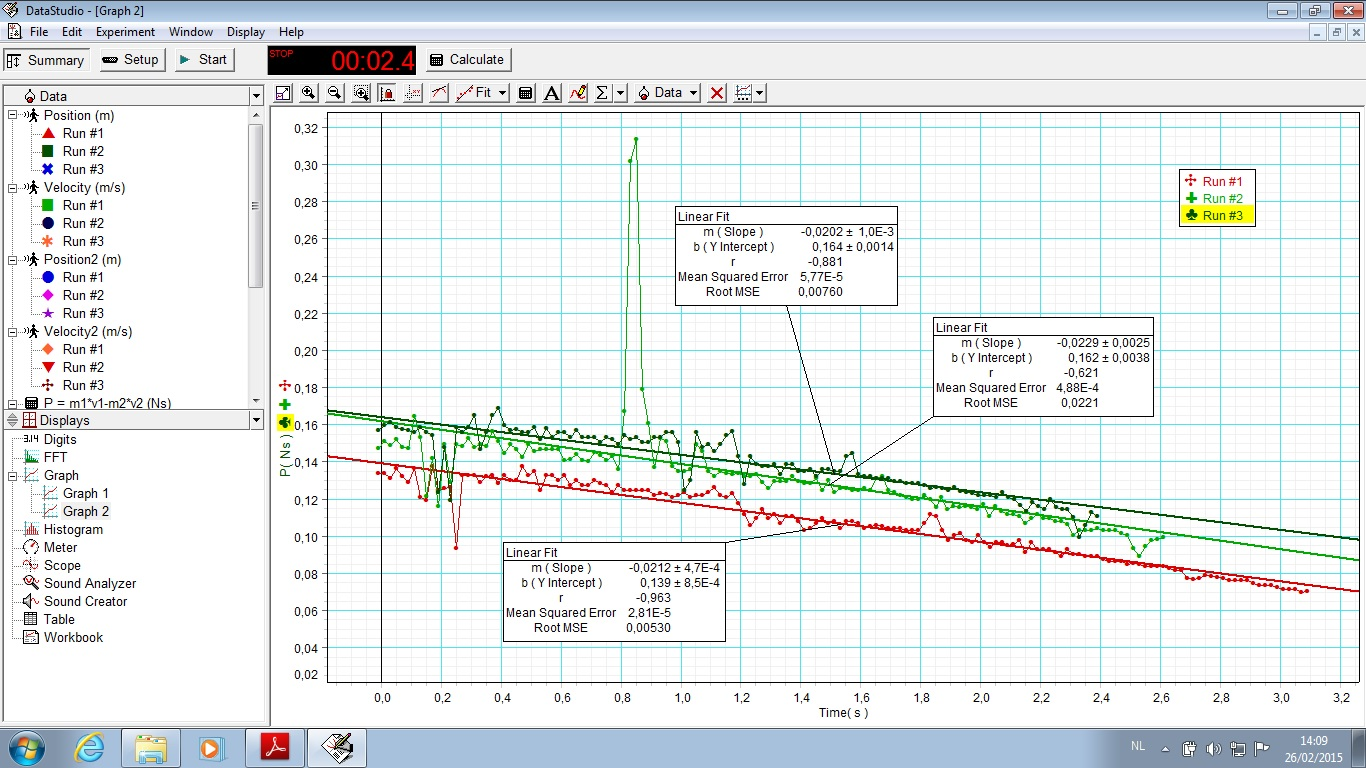 DataStudio - [Graph 2]
File Edit Experiment Window Display Help
Summary Setup Start STOP 00:02.4 Calculate
Data
Position (m)
Run #1
Run #2
Run #3
Velocity (m/s)
Run #1
Run #2
Run #3
Position2 (m)
Run #1
Run #2
Run #3
Velocity2 (m/s)
Run #1
Run #2
Run #3
P = m1*v1-m2*v2 (Ns)
Displays
3.14 Digits
FFT
Graph
Graph 1
Graph 2
Histogram
Meter
Scope
Sound Analyzer
Sound Creator
Table
Workbook
Fit A Σ Data
0,32
0,30
0,28
0,26
0,24
0,22
0,20
0,18
0,16
0,14
0,12
0,10
0,08
0,06
0,04
0,02
P( Ns )
Run #1
Run #2
Run #3
Linear Fit
m ( Slope ) -0,0202 ± 1,0E-3
b ( Y Intercept ) 0,164 ± 0,0014
r -0,881
Mean Squared Error 5,77E-5
Root MSE 0,00760
Linear Fit
m ( Slope ) -0,0229 ± 0,0025
b ( Y Intercept ) 0,162 ± 0,0038
r -0,621
Mean Squared Error 4,88E-4
Root MSE 0,0221
Linear Fit
m ( Slope ) -0,0212 ± 4,7E-4
b ( Y Intercept ) 0,139 ± 8,5E-4
r -0,963
Mean Squared Error 2,81E-5
Root MSE 0,00530
0,0 0,2 0,4 0,6 0,8 1,0 1,2 1,4 1,6 1,8 2,0 2,2 2,4 2,6 2,8 3,0 3,2
Time( s )
NL
14:09
26/02/2015